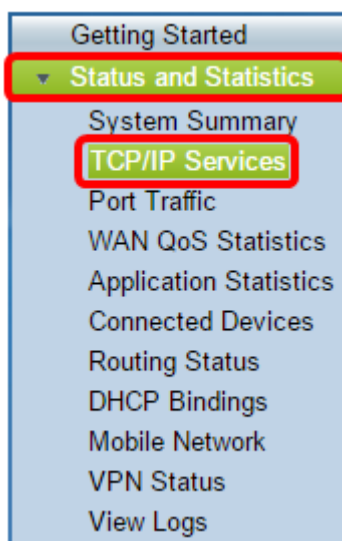 Getting Started
Status and Statistics
System Summary
TCP/IP Services
Port Traffic
WAN QoS Statistics
Application Statistics
Connected Devices
Routing Status
DHCP Bindings
Mobile Network
VPN Status
View Logs